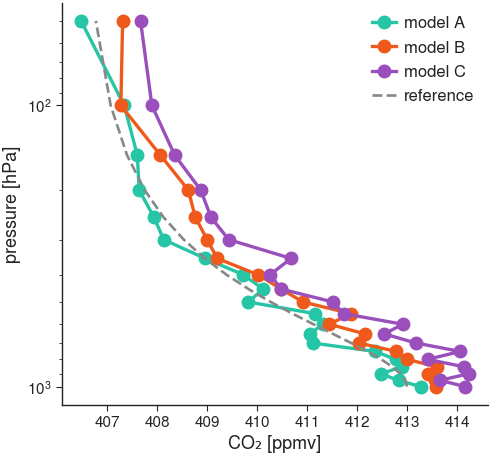 model A
model B
model C
reference
10²
10³
pressure [hPa]
407 408 409 410 411 412 413 414
CO₂ [ppmv]